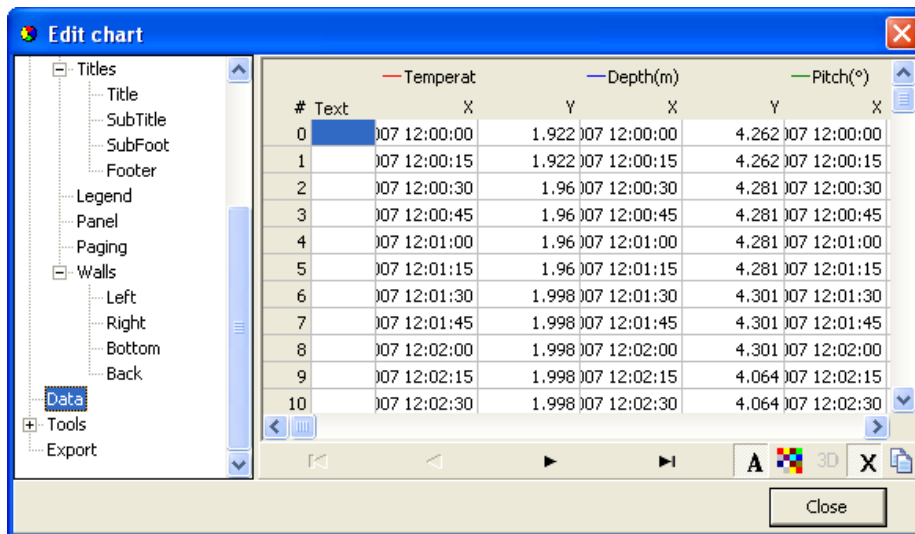 Edit chart
Titles
Title
SubTitle
SubFoot
Footer
Legend
Panel
Paging
Walls
Left
Right
Bottom
Back
Data
Tools
Export
Temperat Depth(m) Pitch(°)
# Text X Y X Y X
0 007 12:00:00 1.922 007 12:00:00 4.262 007 12:00:00
1 007 12:00:15 1.922 007 12:00:15 4.262 007 12:00:15
2 007 12:00:30 1.96 007 12:00:30 4.281 007 12:00:30
3 007 12:00:45 1.96 007 12:00:45 4.281 007 12:00:45
4 007 12:01:00 1.96 007 12:01:00 4.281 007 12:01:00
5 007 12:01:15 1.96 007 12:01:15 4.281 007 12:01:15
6 007 12:01:30 1.998 007 12:01:30 4.301 007 12:01:30
7 007 12:01:45 1.998 007 12:01:45 4.301 007 12:01:45
8 007 12:02:00 1.998 007 12:02:00 4.301 007 12:02:00
9 007 12:02:15 1.998 007 12:02:15 4.064 007 12:02:15
10 007 12:02:30 1.998 007 12:02:30 4.064 007 12:02:30
A 3D X
Close